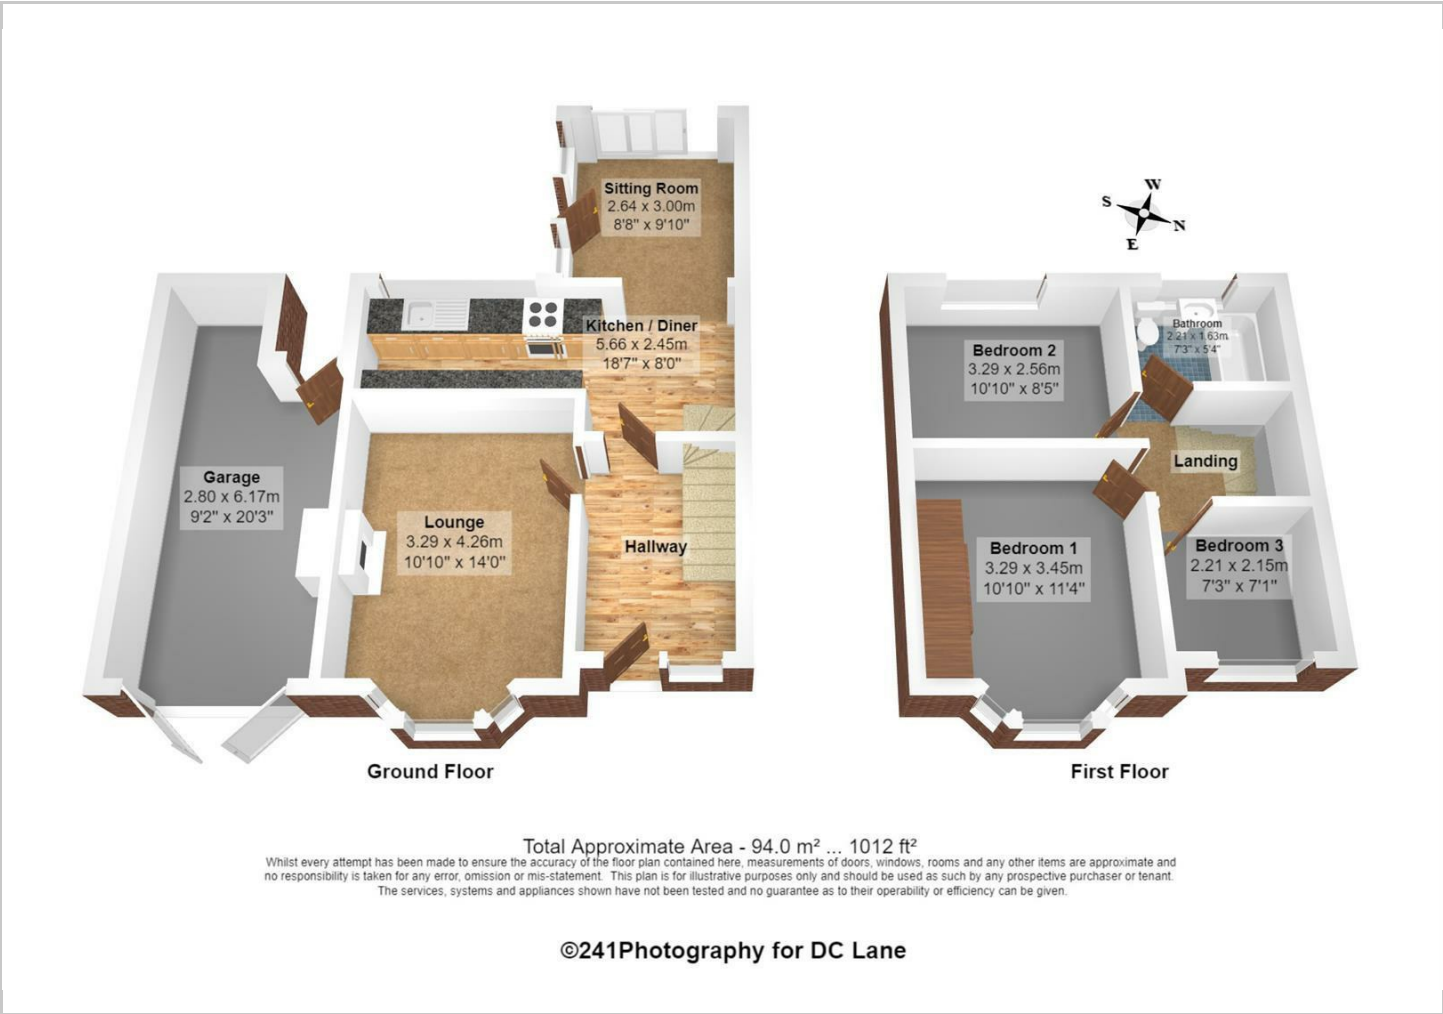 Sitting Room
2.64 x 3.00m
8'8" x 9'10"
W
S
N
E
Kitchen / Diner
5.66 x 2.45m
18'7" x 8'0"
Bathroom
2.21 x 1.63m
7'3" x 5'4"
Bedroom 2
3.29 x 2.56m
10'10" x 8'5"
Garage
2.80 x 6.17m
9'2" x 20'3"
Lounge
3.29 x 4.26m
10'10" x 14'0"
Hallway
Landing
Bedroom 1
3.29 x 3.45m
10'10" x 11'4"
Bedroom 3
2.21 x 2.15m
7'3" x 7'1"
Ground Floor
First Floor
Total Approximate Area - 94.0 m² ... 1012 ft²
Whilst every attempt has been made to ensure the accuracy of the floor plan contained here, measurements of doors, windows, rooms and any other items are approximate and
no responsibility is taken for any error, omission or mis-statement. This plan is for illustrative purposes only and should be used as such by any prospective purchaser or tenant.
The services, systems and appliances shown have not been tested and no guarantee as to their operability or efficiency can be given.
©241Photography for DC Lane